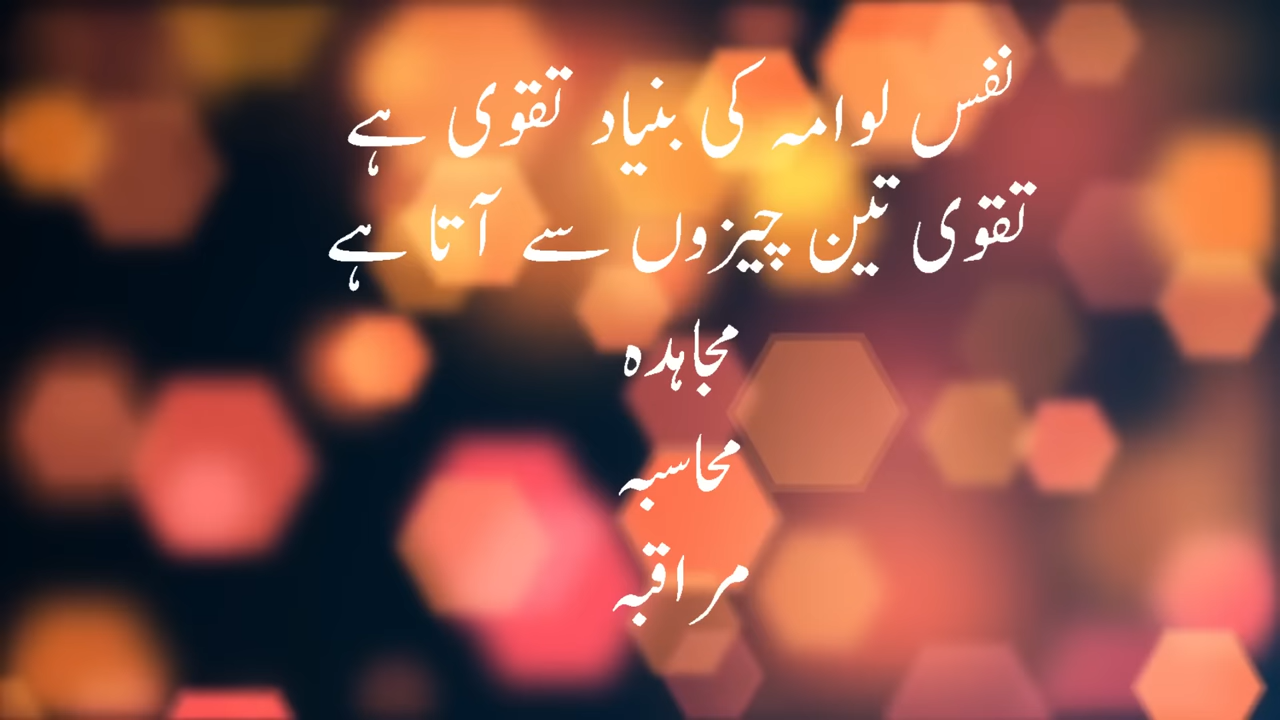 نفس لوامہ کی بنیاد تقوی ہے
تقوی تین چیزوں سے آتا ہے
مجاہدہ
محاسبہ
مراقبہ